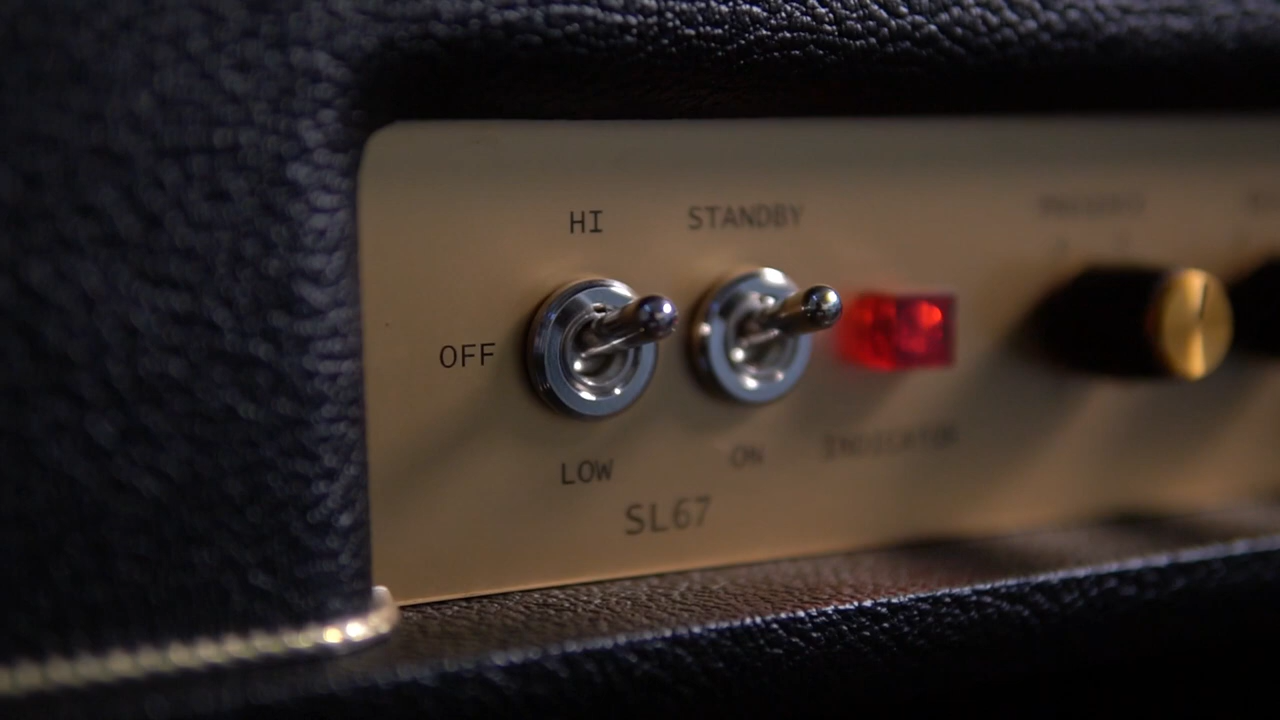 HI
STANDBY
OFF
LOW
ON
INDICATOR
SL67